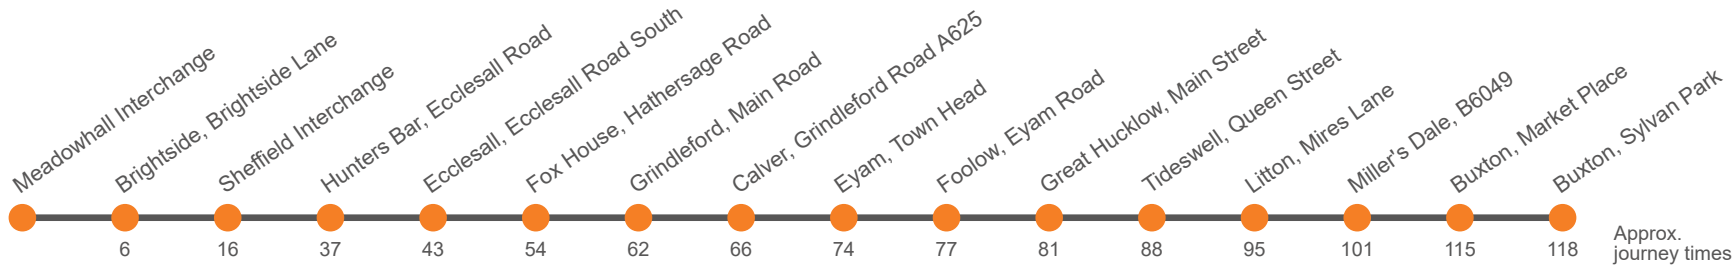 Meadowhall Interchange
Brightside, Brightside Lane
Sheffield Interchange
Hunters Bar, Ecclesall Road
Ecclesall, Ecclesall Road South
Fox House, Hathersage Road
Grindleford, Main Road
Calver, Grindleford Road A625
Eyam, Town Head
Foolow, Eyam Road
Great Hucklow, Main Street
Tideswell, Queen Street
Litton, Mires Lane
Miller's Dale, B6049
Buxton, Market Place
Buxton, Sylvan Park
6 16 37 43 54 62 66 74 77 81 88 95 101 115 118
Approx.
journey times